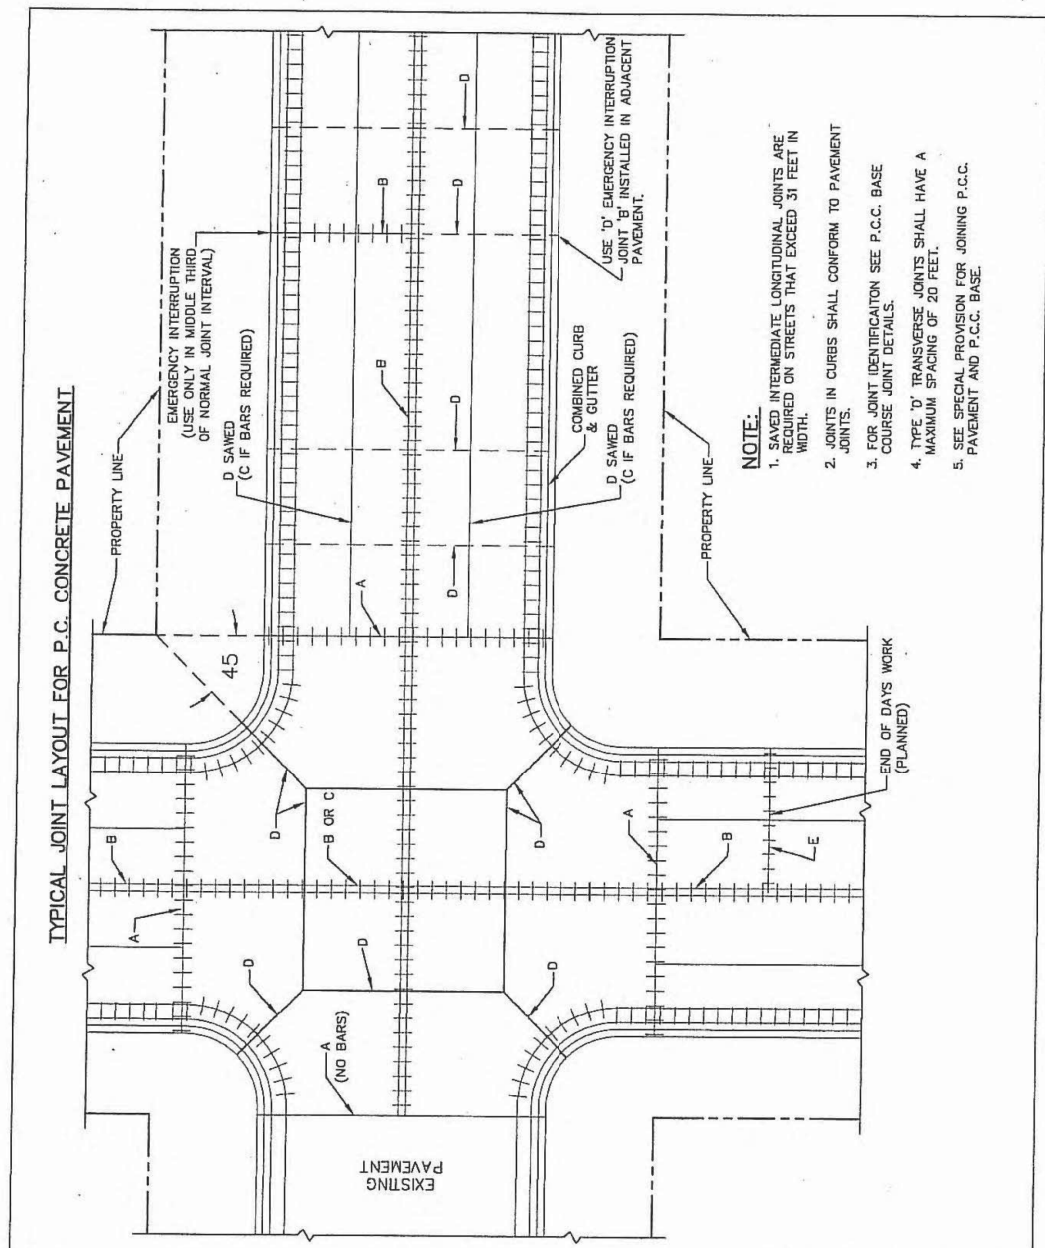 TYPICAL JOINT LAYOUT FOR P.C. CONCRETE PAVEMENT
PROPERTY LINE
EMERGENCY INTERRUPTION
(USE ONLY IN MIDDLE THIRD
OF NORMAL JOINT INTERVAL)
45
D SAWED
(C IF BARS REQUIRED)
B
A
B
D
B OR C
A
D
D
A
(NO BARS)
EXISTING
PAVEMENT
B
A
D
D
D
D
D
D
A
B
E
END OF DAYS WORK
(PLANNED)
COMBINED CURB
& GUTTER
D SAWED
(C IF BARS REQUIRED)
USE 'D' EMERGENCY INTERRUPTION
JOINT 'B' INSTALLED IN ADJACENT
PAVEMENT.
PROPERTY LINE
NOTE:
1. SAVED INTERMEDIATE LONGITUDINAL JOINTS ARE
REQUIRED ON STREETS THAT EXCEED 31 FEET IN
WIDTH.
2. JOINTS IN CURBS SHALL CONFORM TO PAVEMENT
JOINTS.
3. FOR JOINT IDENTIFICAITON SEE P.C.C. BASE
COURSE JOINT DETAILS.
4. TYPE 'D' TRANSVERSE JOINTS SHALL HAVE A
MAXIMUM SPACING OF 20 FEET.
5. SEE SPECIAL PROVISION FOR JOINING P.C.C.
PAVEMENT AND P.C.C. BASE.